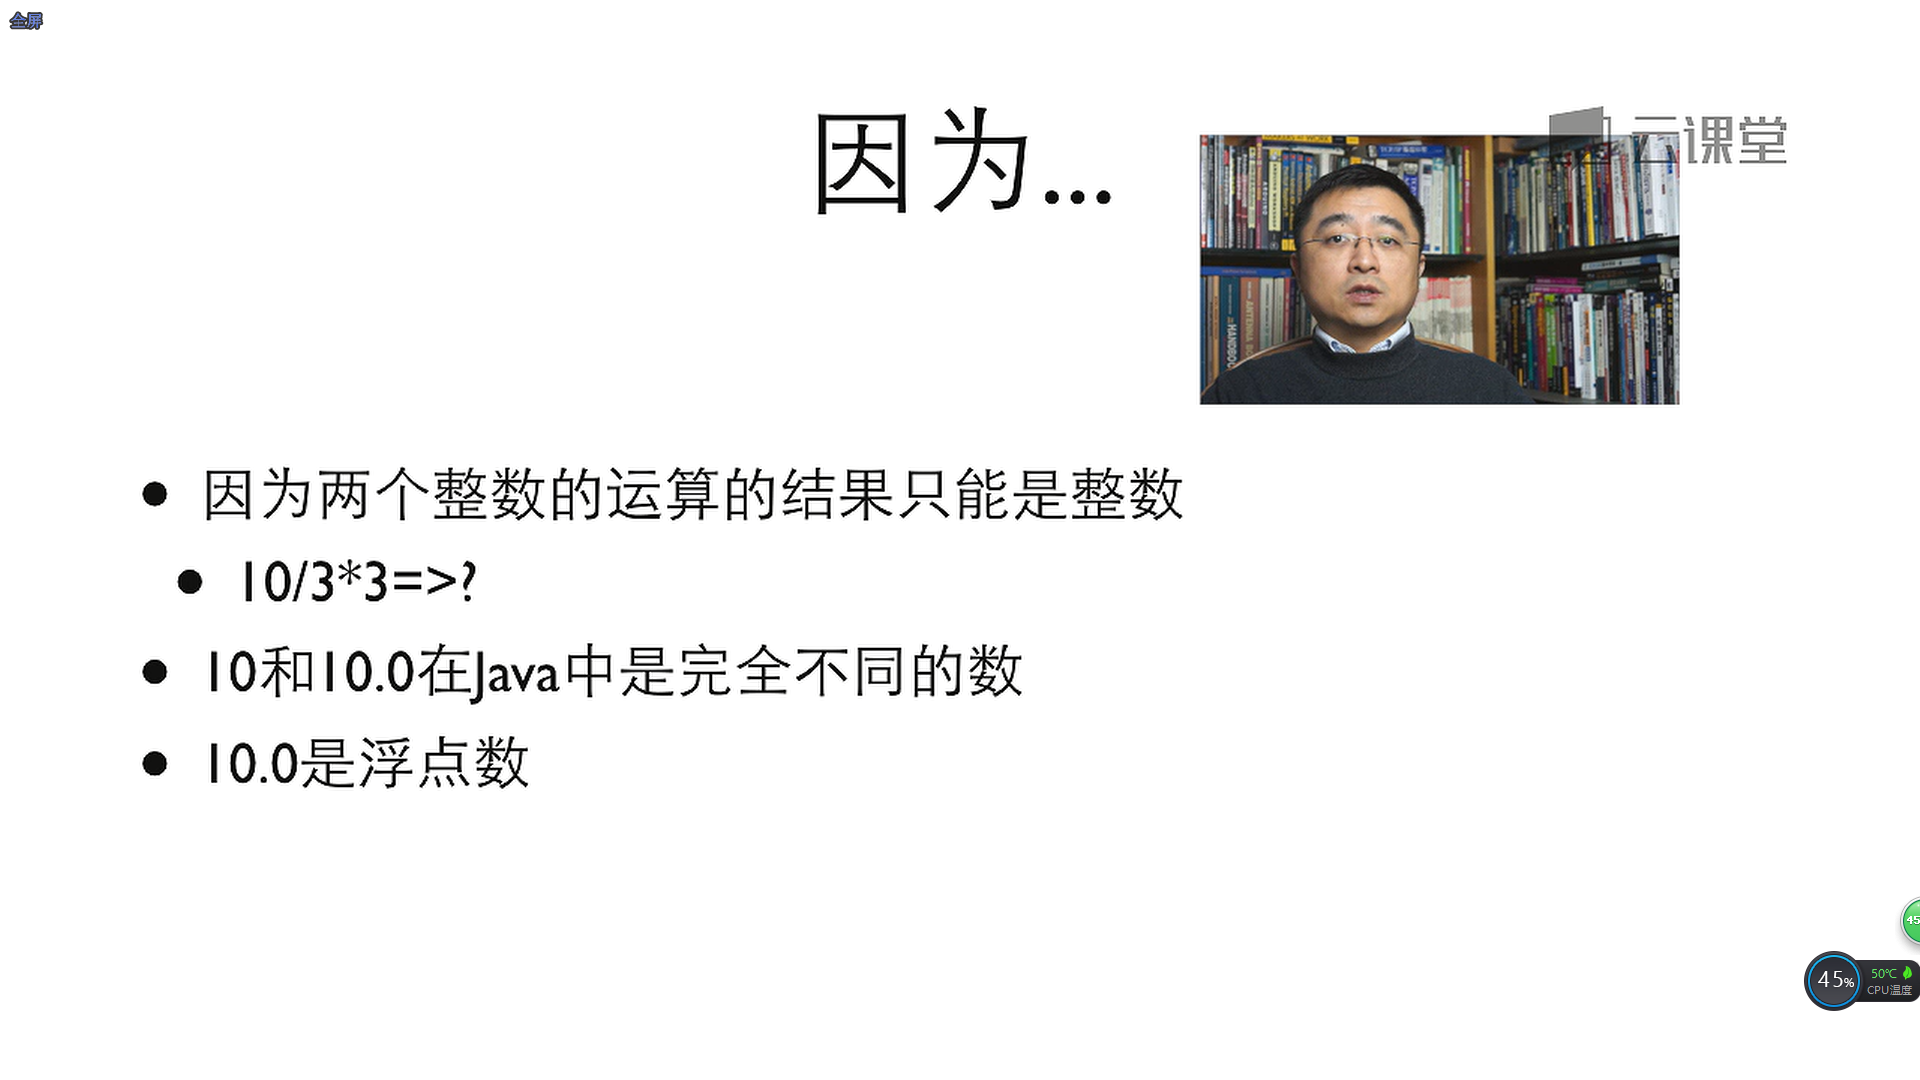 全屏
因为...
云课堂
因为两个整数的运算的结果只能是整数
10/3*3=>?
10和10.0在Java中是完全不同的数
10.0是浮点数
45
45%
50℃
CPU温度